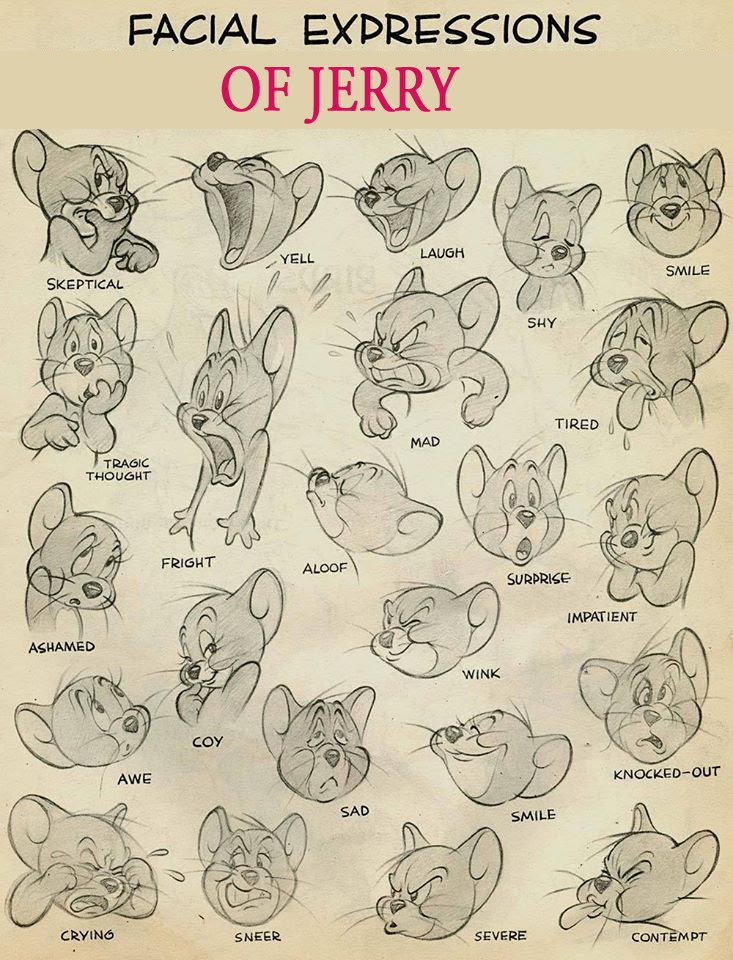 FACIAL EXPRESSIONS
OF JERRY
SKEPTICAL
YELL
LAUGH
SHY
SMILE
TRAGIC
THOUGHT
FRIGHT
MAD
TIRED
ASHAMED
ALOOF
SURPRISE
IMPATIENT
COY
WINK
AWE
SAD
SMILE
KNOCKED-OUT
CRYING
SNEER
SEVERE
CONTEMPT